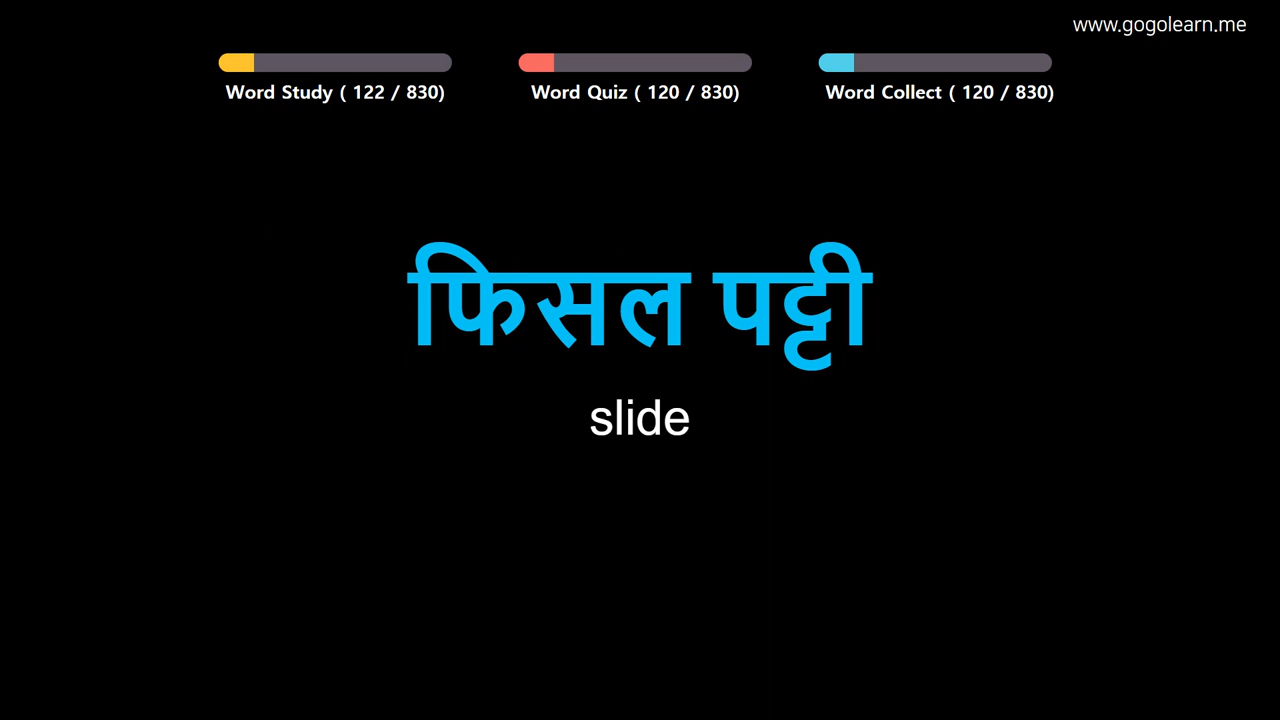 www.gogolearn.me
Word Study ( 122 / 830)
Word Quiz ( 120 / 830)
Word Collect ( 120 / 830)
फिसल पट्टी
slide